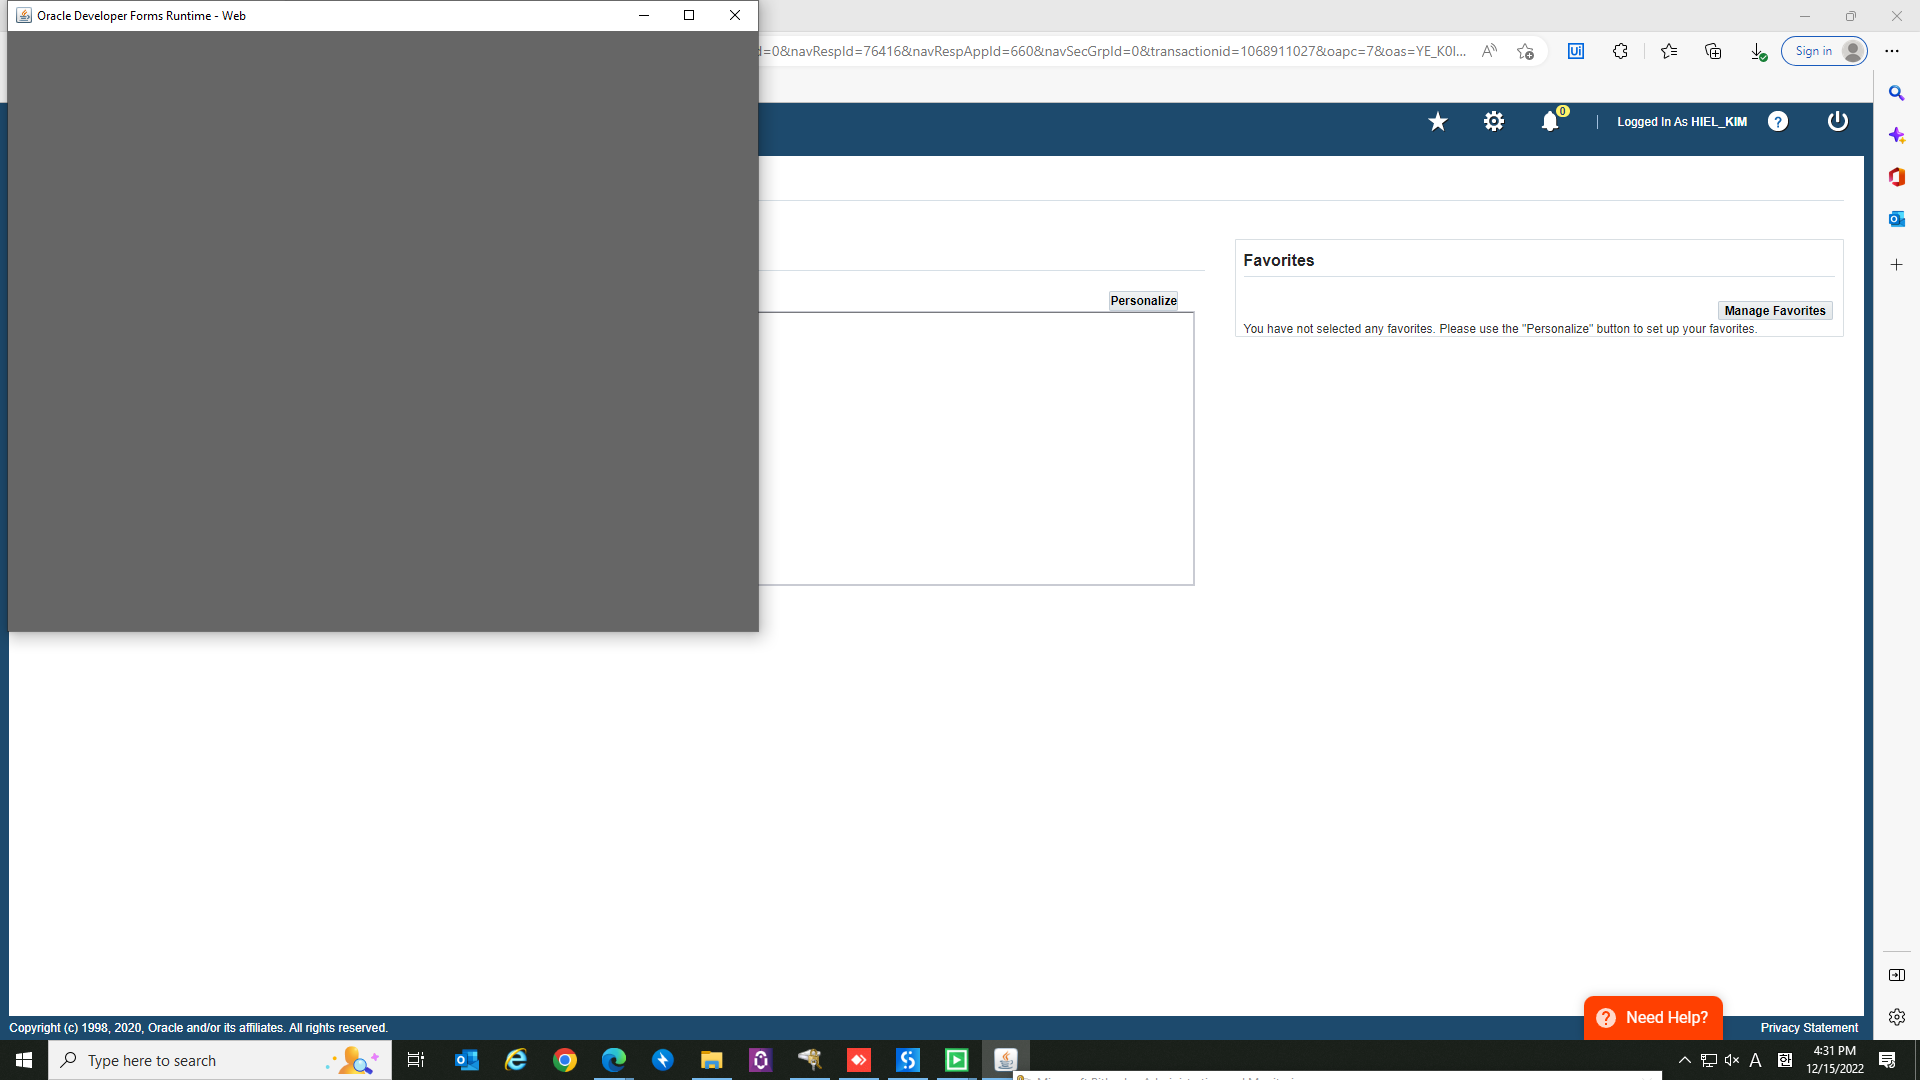 Oracle Developer Forms Runtime - Web
=0&navRespId=76416&navRespAppId=660&navSecGrpId=0&transactionid=1068911027&oapc=7&oas=YE_K0I...
Sign in
0
Logged In As HIEL_KIM
Favorites
Personalize
Manage Favorites
You have not selected any favorites. Please use the "Personalize" button to set up your favorites.
Need Help?
Copyright (c) 1998, 2020, Oracle and/or its affiliates. All rights reserved.
Privacy Statement
Type here to search
A
4:31 PM
12/15/2022